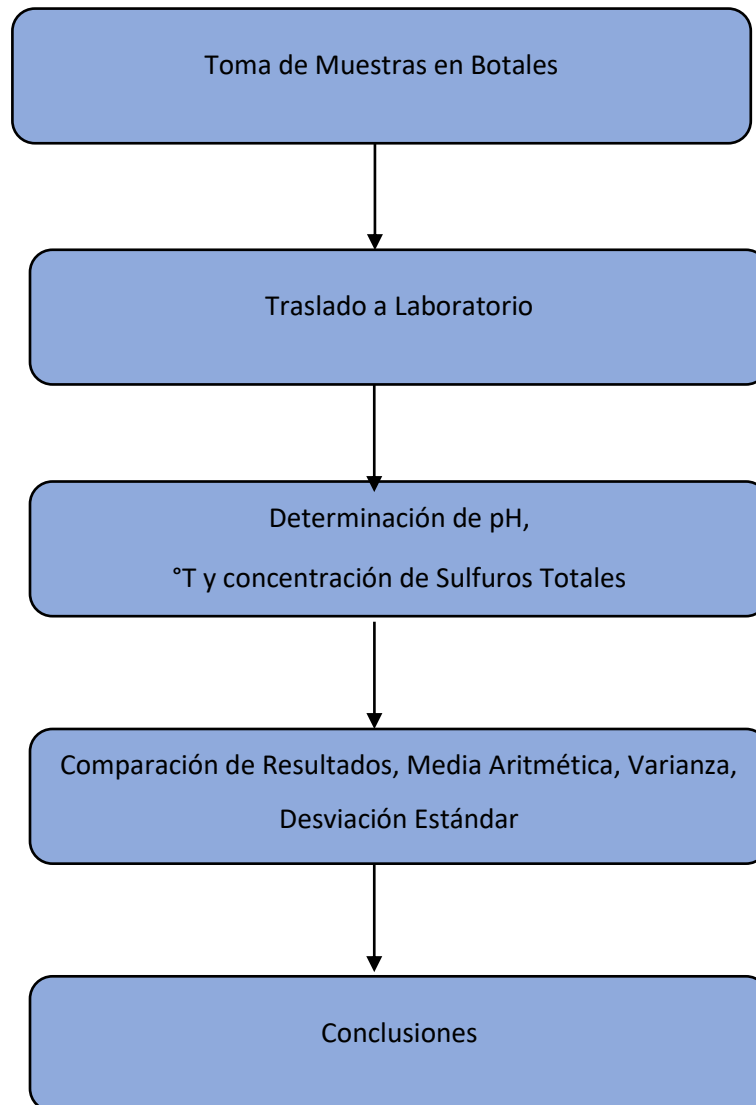 Toma de Muestras en Botales
Traslado a Laboratorio
Determinación de pH,
°T y concentración de Sulfuros Totales
Comparación de Resultados, Media Aritmética, Varianza,
Desviación Estándar
Conclusiones